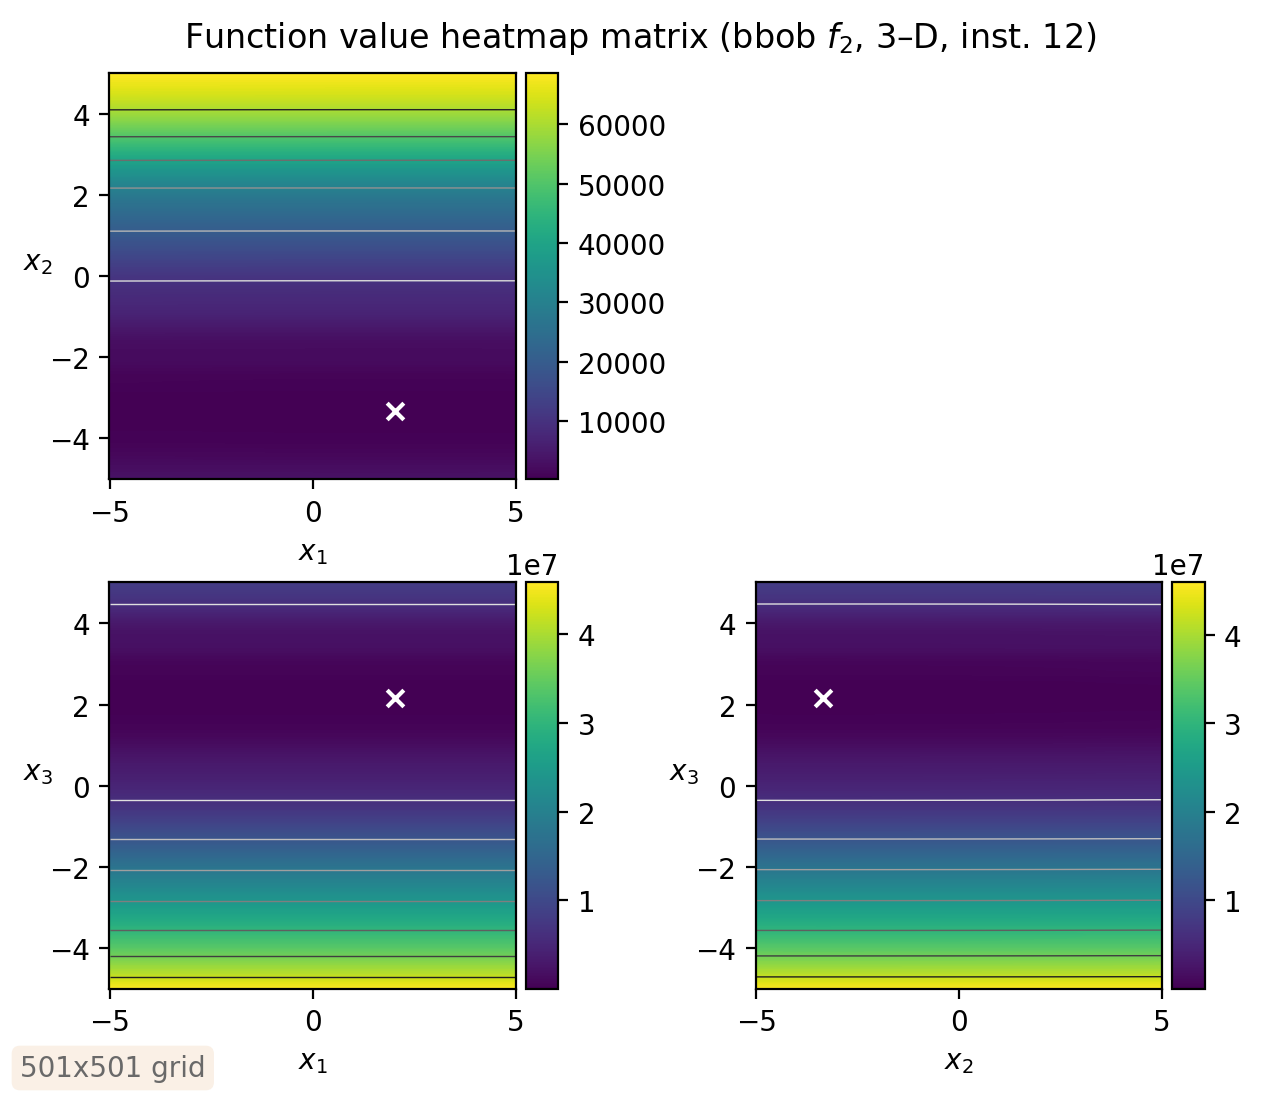 Function value heatmap matrix (bbob f₂, 3–D, inst. 12)
4
2
0
−2
−4
x₂
−5 0 5
x₁
60000
50000
40000
30000
20000
10000
1e7
4
2
0
−2
−4
x₃
−5 0 5
x₁
4
3
2
1
1e7
4
2
0
−2
−4
x₃
−5 0 5
x₂
4
3
2
1
501x501 grid